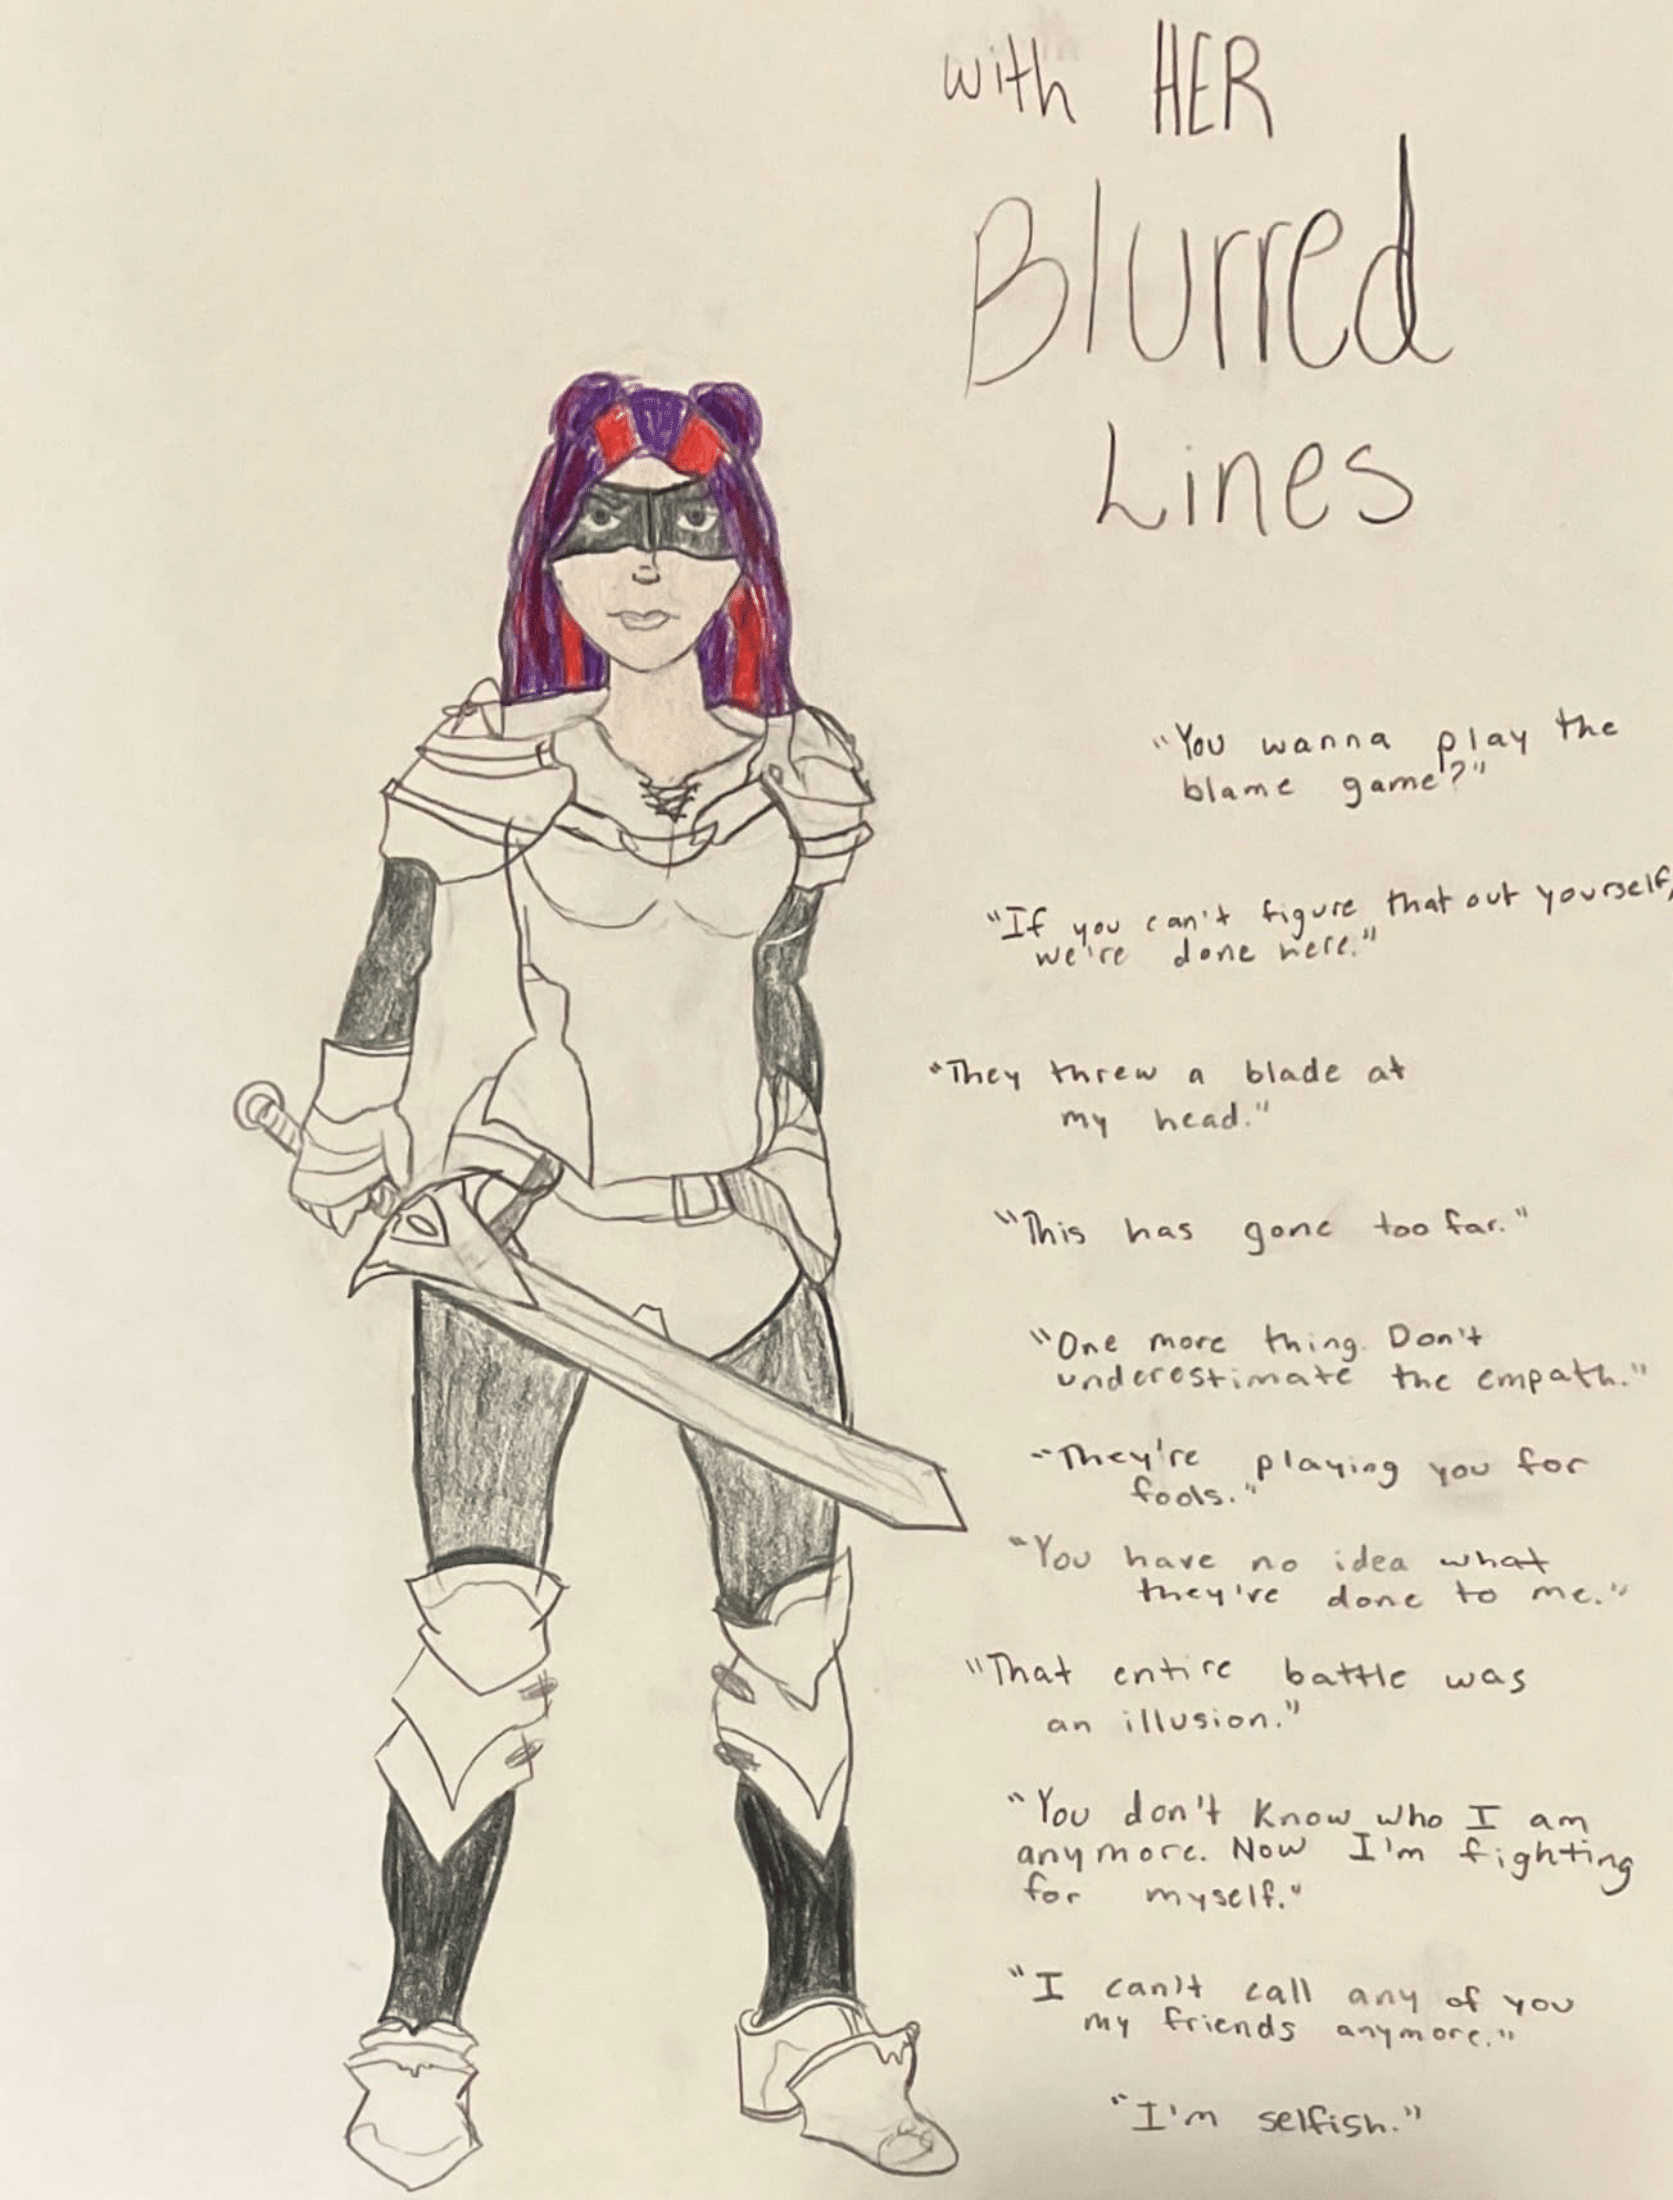 with HER
Blurred
Lines
"You wanna play the
blame game?"
"If you can't figure that out yourself,
we're done here."
"They threw a blade at
my head."
"This has gone too far."
"One more thing. Don't
underestimate the empath."
"They're playing you for
fools."
"You have no idea what
they've done to me."
"That entire battle was
an illusion."
"You don't know who I am
anymore. Now I'm fighting
for myself."
"I can't call any of you
my friends anymore."
"I'm selfish."